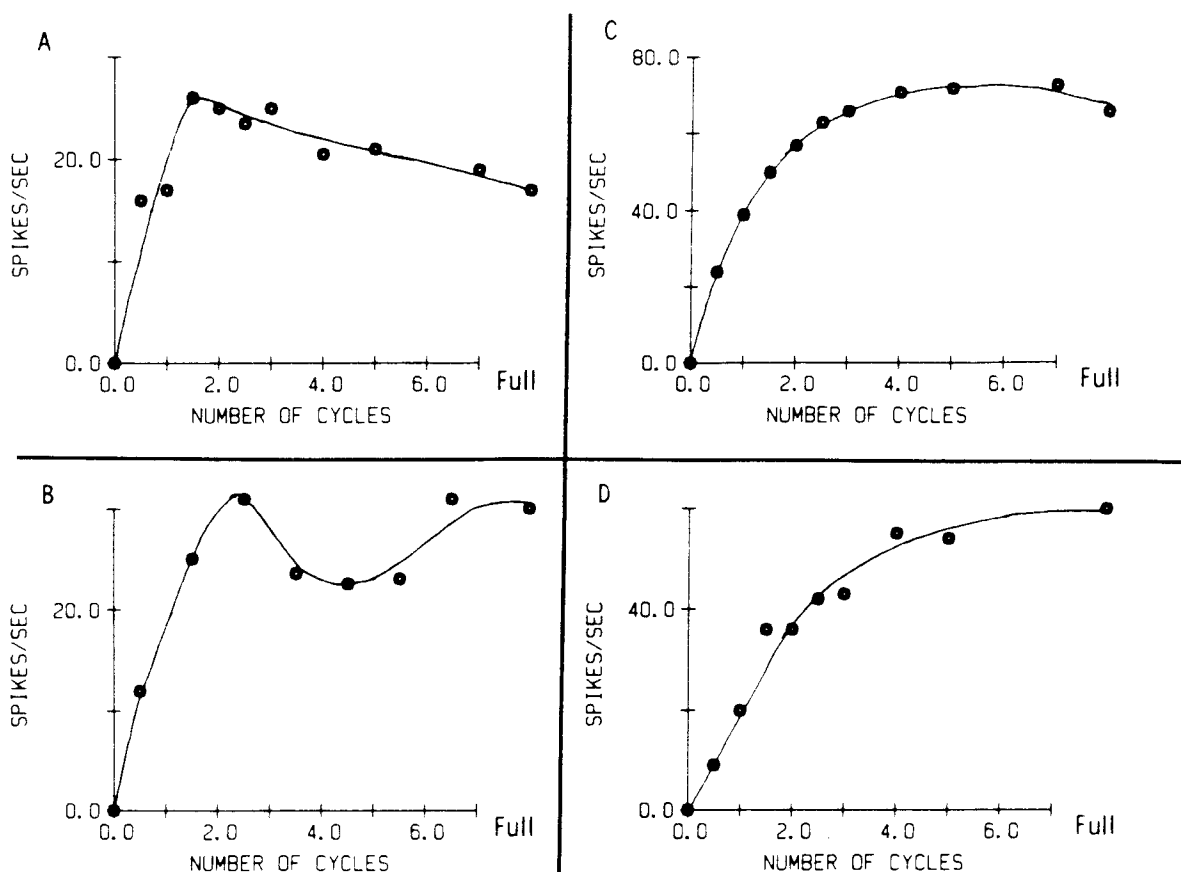 A
SPIKES/SEC
20.0
0.0
0.0 2.0 4.0 6.0 Full
NUMBER OF CYCLES
C
SPIKES/SEC
80.0
40.0
0.0
0.0 2.0 4.0 6.0 Full
NUMBER OF CYCLES
B
SPIKES/SEC
20.0
0.0
0.0 2.0 4.0 6.0 Full
NUMBER OF CYCLES
D
SPIKES/SEC
40.0
0.0
0.0 2.0 4.0 6.0 Full
NUMBER OF CYCLES